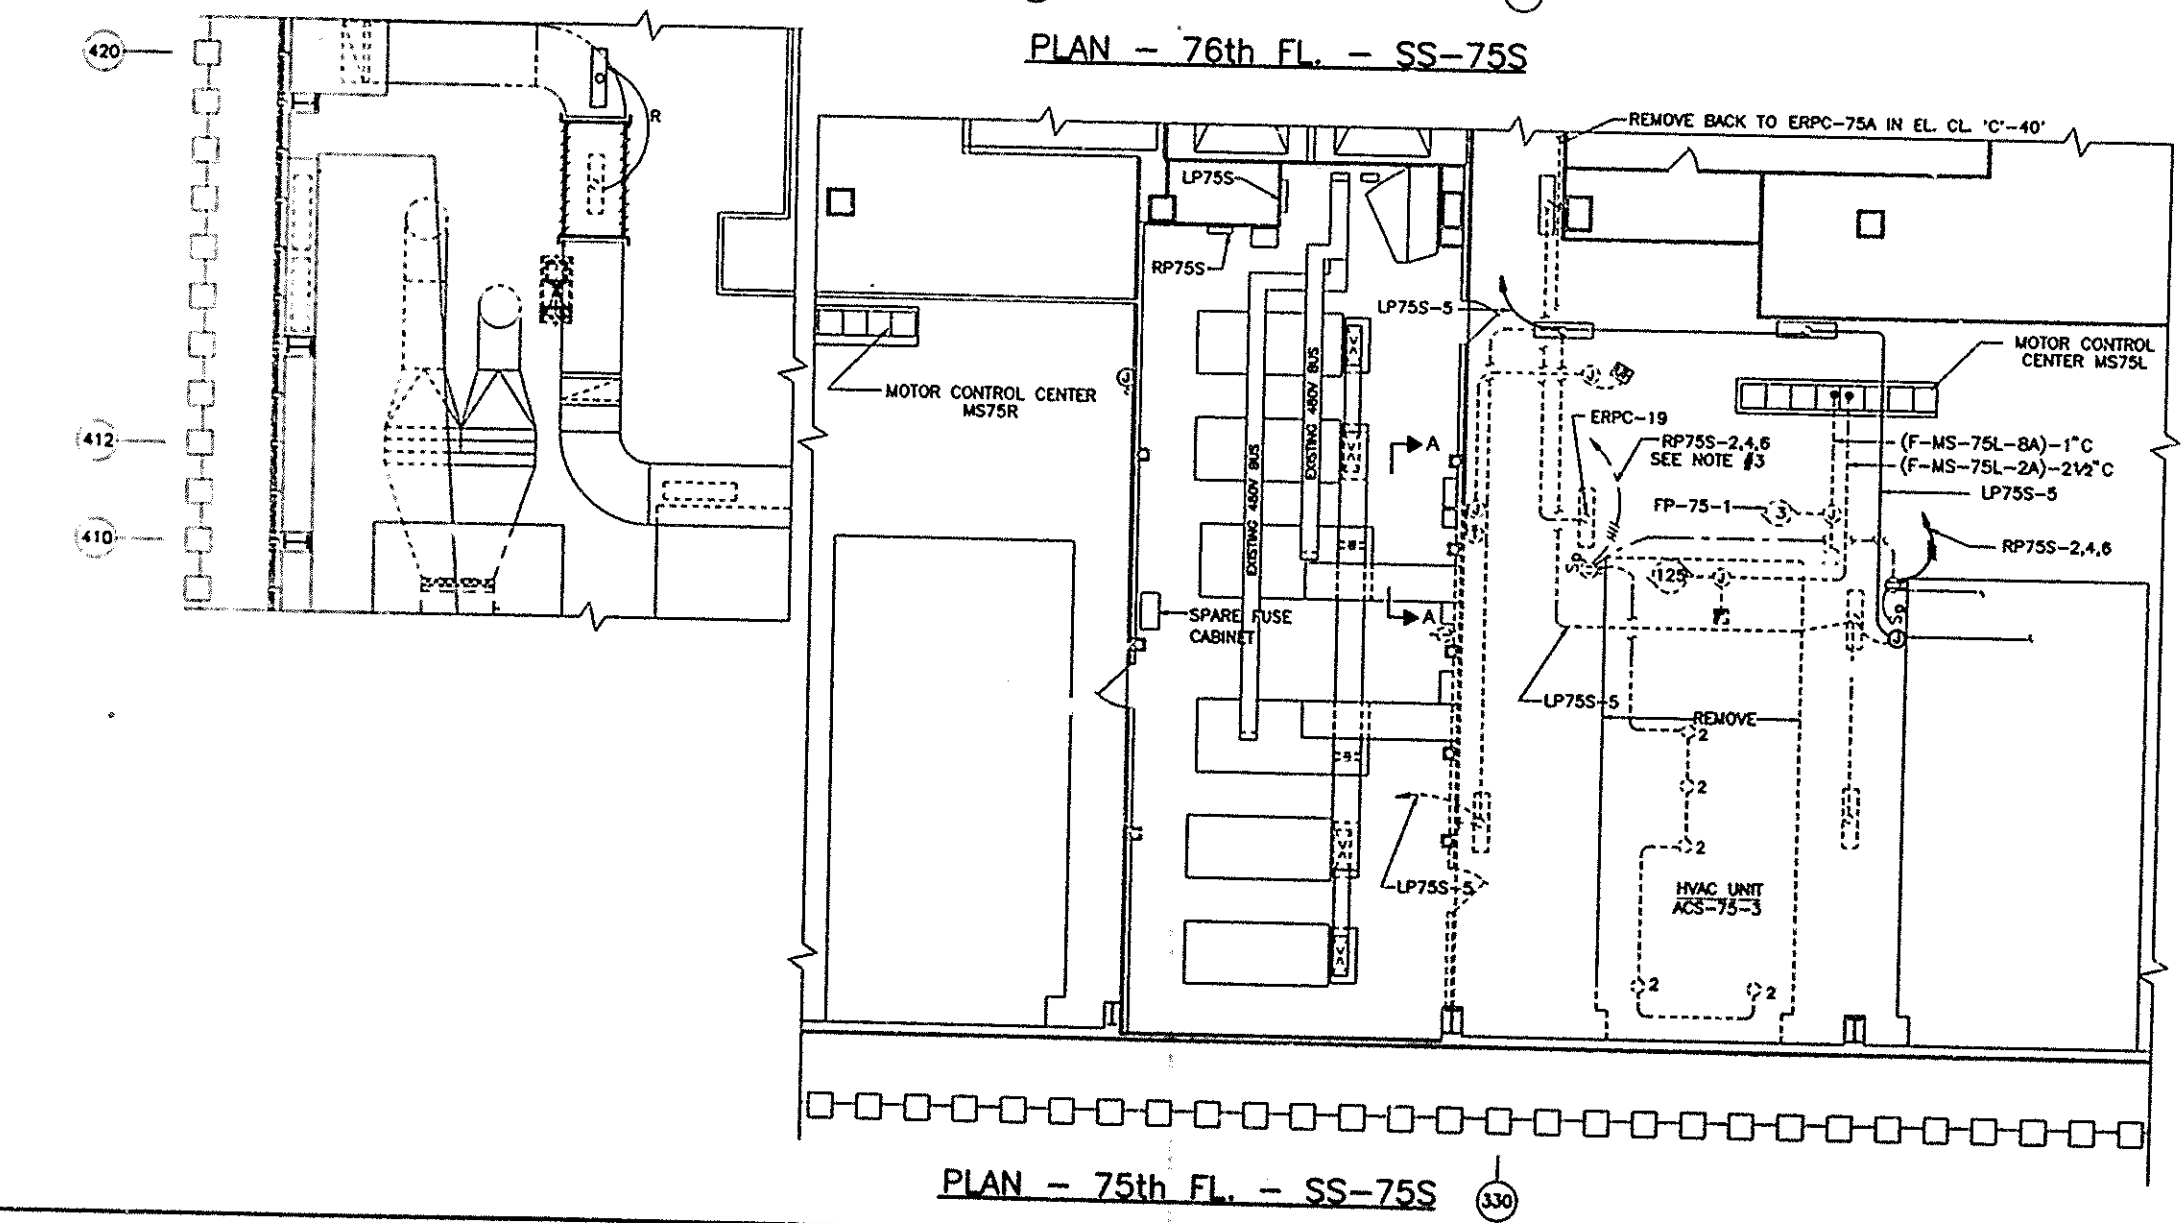 PLAN - 76th FL. - SS-75S
420
R
412
410
REMOVE BACK TO ERPC-75A IN EL. CL. 'C'-40'
LP75S
RP75S
LP75S-5
MOTOR CONTROL
CENTER MS75R
J
MOTOR CONTROL
CENTER MS75L
J
ERPC-19
RP75S-2,4,6
SEE NOTE #3
(F-MS-75L-8A)-1"C
(F-MS-75L-2A)-2½"C
LP75S-5
FP-75-1
3
J
RP75S-2,4,6
EXISTING 480V BUS
EXISTING 480V BUS
A
A
SPARE FUSE
CABINET
Sp
125
J
Sp
J
LP75S-5
REMOVE
2
2
2
LP75S-5
HVAC UNIT
ACS-75-3
2
2
PLAN - 75th FL. - SS-75S
330